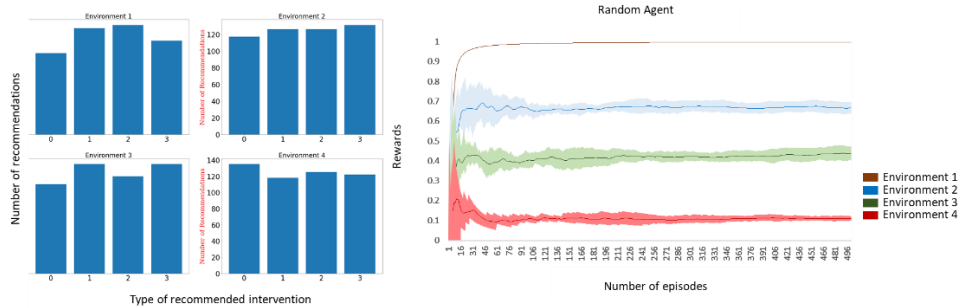 Environment 1
Environment 2
Number of recommendations
Number of Recommendations
120
100
80
60
40
20
0
0 1 2 3
0 1 2 3
Environment 3
Environment 4
Number of Recommendations
140
120
100
80
60
40
20
0
0 1 2 3
0 1 2 3
Type of recommended intervention
Random Agent
Rewards
1
0.9
0.8
0.7
0.6
0.5
0.4
0.3
0.2
0.1
0
1 16 31 46 61 76 91 106 121 136 151 166 181 196 211 226 241 256 271 286 301 316 331 346 361 376 391 406 421 436 451 466 481 496
Number of episodes
Environment 1
Environment 2
Environment 3
Environment 4